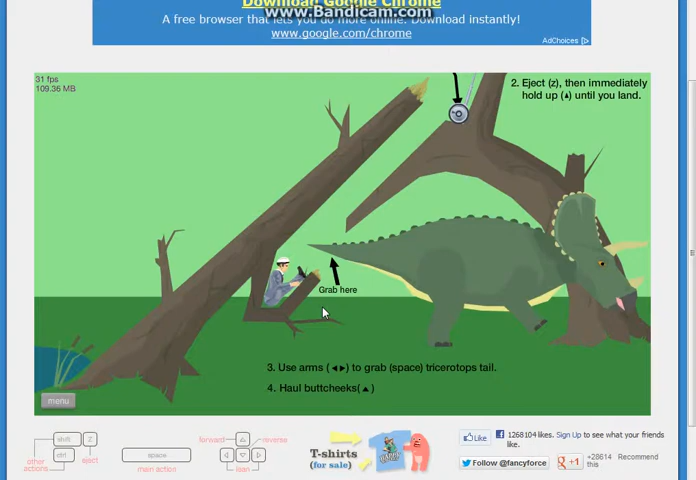 Download Google Chrome
www.Bandicam.com
A free browser that lets you do more online. Download instantly!
www.google.com/chrome
AdChoices
31 fps
109.36 MB
2. Eject (z), then immediately
hold up (▲) until you land.
Grab here
3. Use arms (◄►) to grab (space) tricerotops tail.
4. Haul buttcheeks(▲)
menu
shift
Z
ctrl
eject
other
actions
space
main action
forward
reverse
lean
T-shirts
(for sale)
Like
1268104 likes. Sign Up to see what your friends
like.
Follow @fancyforce
+1
+28614 Recommend
this